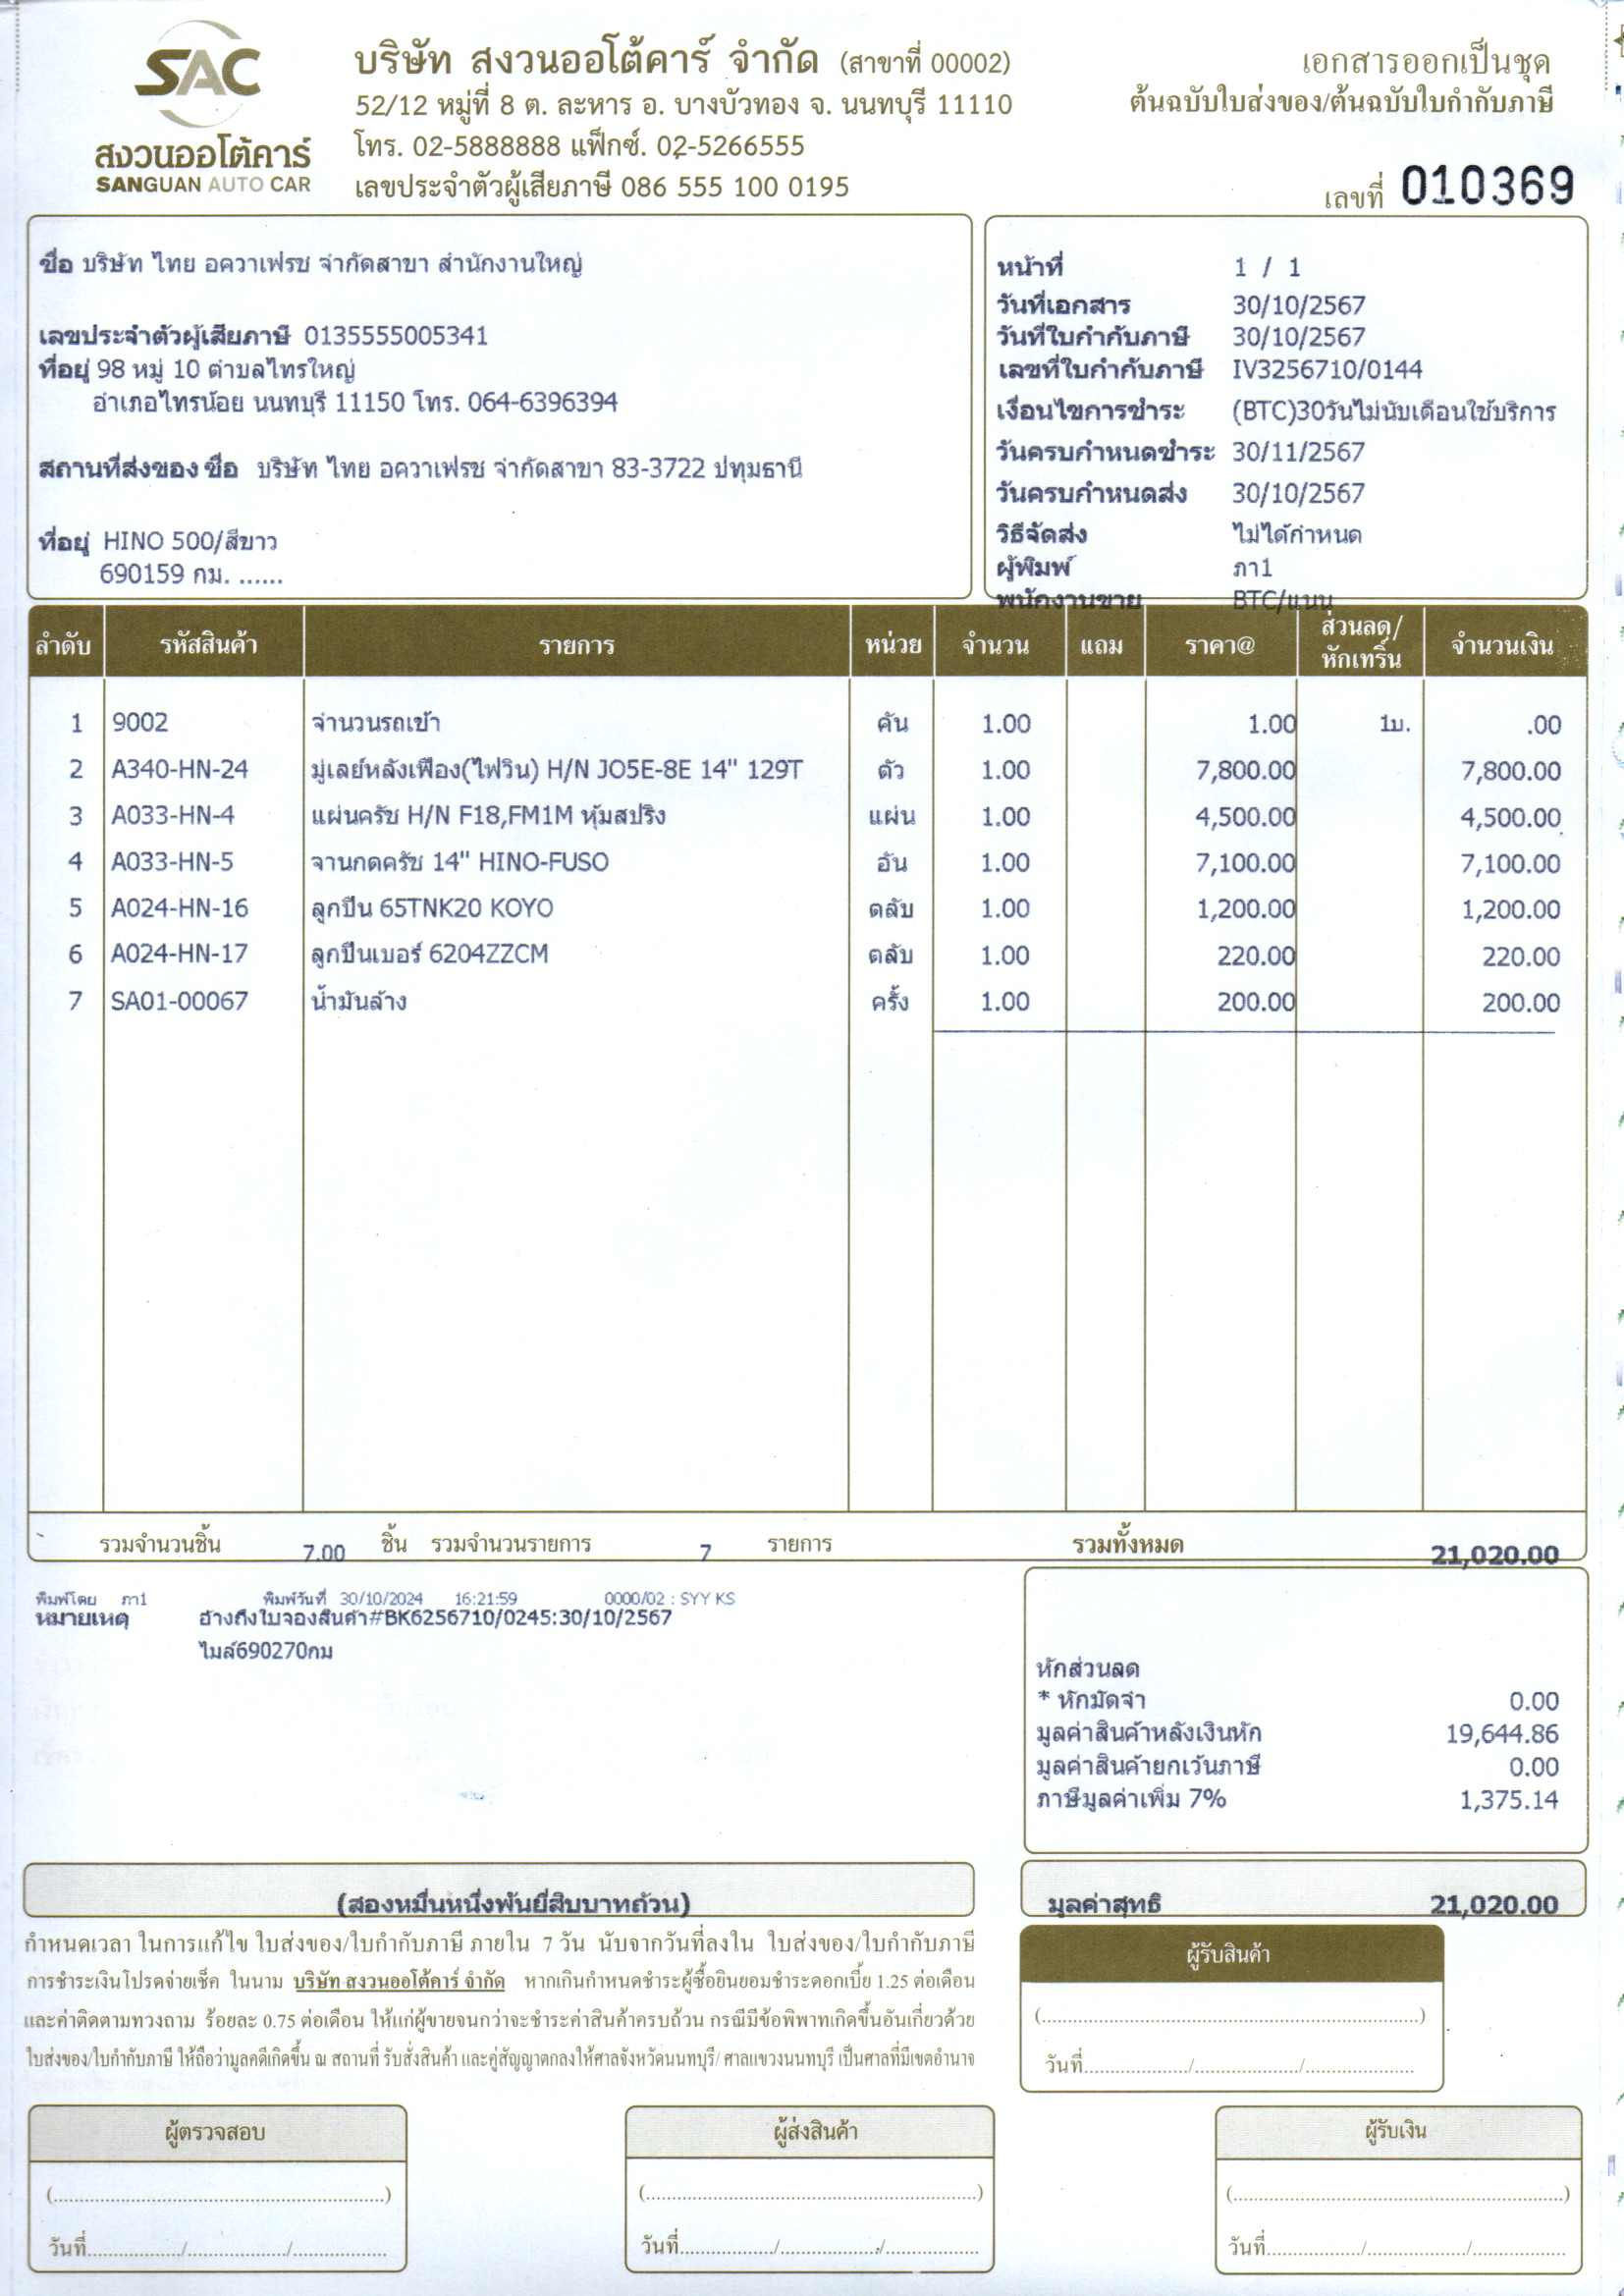 SAC
สงวนออโต้คาร์
SANGUAN AUTO CAR
บริษัท สงวนออโต้คาร์ จำกัด (สาขาที่ 00002)
52/12 หมู่ที่ 8 ต. ละหาร อ. บางบัวทอง จ. นนทบุรี 11110
โทร. 02-5888888 แฟ็กซ์. 02-5266555
เลขประจำตัวผู้เสียภาษี 086 555 100 0195
เอกสารออกเป็นชุด
ต้นฉบับใบส่งของ/ต้นฉบับใบกำกับภาษี
เลขที่ 010369
ชื่อ บริษัท ไทย อควาเฟรช จำกัดสาขา สำนักงานใหญ่
เลขประจำตัวผู้เสียภาษี 0135555005341
ที่อยู่ 98 หมู่ 10 ตำบลไทรใหญ่
อำเภอไทรน้อย นนทบุรี 11150 โทร. 064-6396394
สถานที่ส่งของ ชื่อ บริษัท ไทย อควาเฟรช จำกัดสาขา 83-3722 ปทุมธานี
ที่อยู่ HINO 500/สีขาว
690159 กม. ......
หน้าที่ 1 / 1
วันที่เอกสาร 30/10/2567
วันที่ใบกำกับภาษี 30/10/2567
เลขที่ใบกำกับภาษี IV3256710/0144
เงื่อนไขการชำระ (BTC)30วันไม่นับเดือนใช้บริการ
วันครบกำหนดชำระ 30/11/2567
วันครบกำหนดส่ง 30/10/2567
วิธีจัดส่ง ไม่ได้กำหนด
ผู้พิมพ์ ภา1
พนักงานขาย BTC/แนน
ลำดับ รหัสสินค้า รายการ หน่วย จำนวน แถม ราคา@ ส่วนลด/หักเทริ์น จำนวนเงิน
1 9002 จำนวนรถเข้า คัน 1.00 1.00 1บ. .00
2 A340-HN-24 มู่เลย์หลังเฟือง(ไฟวิน) H/N JO5E-8E 14" 129T ตัว 1.00 7,800.00 7,800.00
3 A033-HN-4 แผ่นครัช H/N F18,FM1M หุ้มสปริง แผ่น 1.00 4,500.00 4,500.00
4 A033-HN-5 จานกดครัช 14" HINO-FUSO อัน 1.00 7,100.00 7,100.00
5 A024-HN-16 ลูกปืน 65TNK20 KOYO ตลับ 1.00 1,200.00 1,200.00
6 A024-HN-17 ลูกปืนเบอร์ 6204ZZCM ตลับ 1.00 220.00 220.00
7 SA01-00067 น้ำมันล้าง ครั้ง 1.00 200.00 200.00
รวมจำนวนชิ้น 7.00 ชิ้น รวมจำนวนรายการ 7 รายการ รวมทั้งหมด 21,020.00
พิมพ์โดย ภา1 พิมพ์วันที่ 30/10/2024 16:21:59 0000/02 : SYY KS
หมายเหตุ อ้างถึงใบจองสินค้า#BK6256710/0245:30/10/2567
ไมล์690270กม
หักส่วนลด
* หักมัดจำ 0.00
มูลค่าสินค้าหลังเงินหัก 19,644.86
มูลค่าสินค้ายกเว้นภาษี 0.00
ภาษีมูลค่าเพิ่ม 7% 1,375.14
(สองหมื่นหนึ่งพันยี่สิบบาทถ้วน)
มูลค่าสุทธิ 21,020.00
กำหนดเวลา ในการแก้ไข ใบส่งของ/ใบกำกับภาษี ภายใน 7 วัน นับจากวันที่ลงใน ใบส่งของ/ใบกำกับภาษี
การชำระเงินโปรดจ่ายเช็ค ในนาม บริษัท สงวนออโต้คาร์ จำกัด หากเกินกำหนดชำระผู้ซื้อยินยอมชำระดอกเบี้ย 1.25 ต่อเดือน
และค่าติดตามทวงถาม ร้อยละ 0.75 ต่อเดือน ให้แก่ผู้ขายจนกว่าจะชำระค่าสินค้าครบถ้วน กรณีมีข้อพิพาทเกิดขึ้นอันเกี่ยวด้วย
ใบส่งของ/ใบกำกับภาษี ให้ถือว่ามูลคดีเกิดขึ้น ณ สถานที่ รับสั่งสินค้า และคู่สัญญาตกลงให้ศาลจังหวัดนนทบุรี/ ศาลแขวงนนทบุรี เป็นศาลที่มีเขตอำนาจ
ผู้รับสินค้า
(..............................)
วันที่............/............/............
ผู้ตรวจสอบ ผู้ส่งสินค้า ผู้รับเงิน
(..............................) (..............................) (..............................)
วันที่............/............/............ วันที่............/............/............ วันที่............/............/............